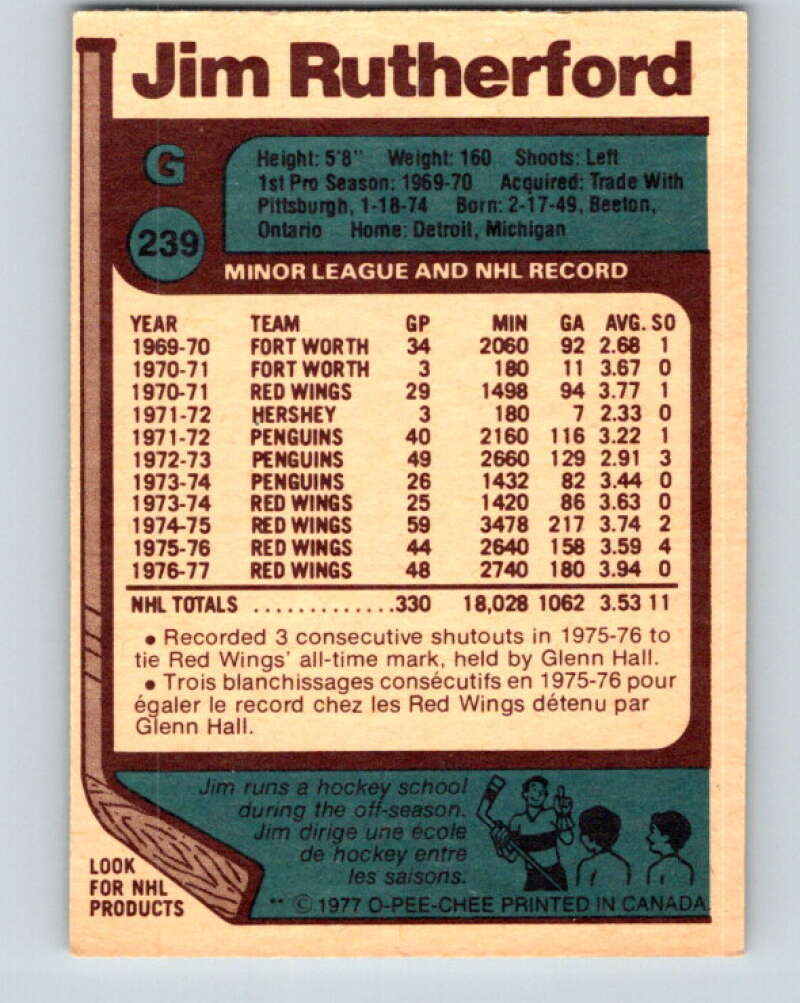 Jim Rutherford
G
Height: 5'8" Weight: 160 Shoots: Left
1st Pro Season: 1969-70 Acquired: Trade With
Pittsburgh, 1-18-74 Born: 2-17-49, Beeton,
Ontario Home: Detroit, Michigan
239
MINOR LEAGUE AND NHL RECORD
YEAR TEAM GP MIN GA AVG. SO
1969-70 FORT WORTH 34 2060 92 2.68 1
1970-71 FORT WORTH 3 180 11 3.67 0
1970-71 RED WINGS 29 1498 94 3.77 1
1971-72 HERSHEY 3 180 7 2.33 0
1971-72 PENGUINS 40 2160 116 3.22 1
1972-73 PENGUINS 49 2660 129 2.91 3
1973-74 PENGUINS 26 1432 82 3.44 0
1973-74 RED WINGS 25 1420 86 3.63 0
1974-75 RED WINGS 59 3478 217 3.74 2
1975-76 RED WINGS 44 2640 158 3.59 4
1976-77 RED WINGS 48 2740 180 3.94 0
NHL TOTALS .............330 18,028 1062 3.53 11
• Recorded 3 consecutive shutouts in 1975-76 to
tie Red Wings' all-time mark, held by Glenn Hall.
• Trois blanchissages consécutifs en 1975-76 pour
égaler le record chez les Red Wings détenu par
Glenn Hall.
Jim runs a hockey school
during the off-season.
Jim dirige une école
de hockey entre
les saisons.
LOOK
FOR NHL
PRODUCTS
** © 1977 O-PEE-CHEE PRINTED IN CANADA